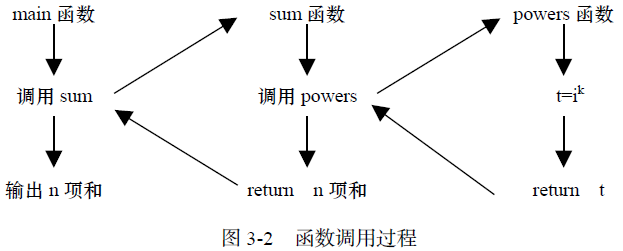 main 函数 sum 函数 powers 函数
调用 sum 调用 powers t=i^k
输出 n 项和 return n 项和 return t
图 3-2 函数调用过程